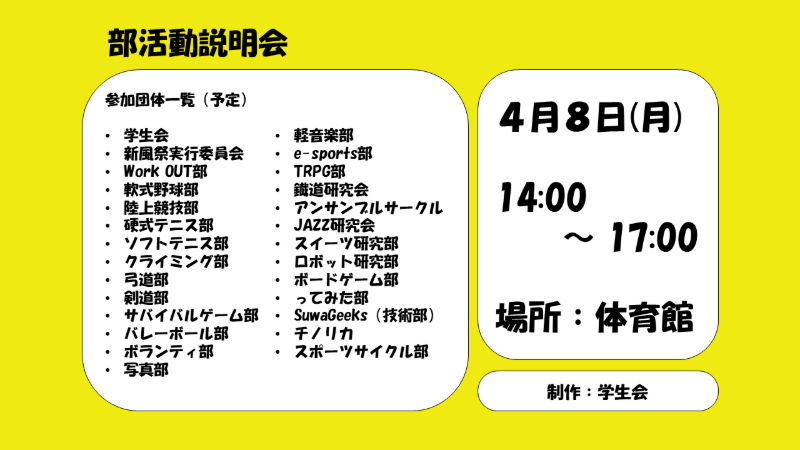 部活動説明会
参加団体一覧（予定）
• 学生会
• 新風祭実行委員会
• Work OUT部
• 軟式野球部
• 陸上競技部
• 硬式テニス部
• ソフトテニス部
• クライミング部
• 弓道部
• 剣道部
• サバイバルゲーム部
• バレーボール部
• ボランティ部
• 写真部
• 軽音楽部
• e-sports部
• TRPG部
• 鐵道研究会
• アンサンブルサークル
• JAZZ研究会
• スイーツ研究部
• ロボット研究部
• ボードゲーム部
• ってみた部
• SuwaGeeks（技術部）
• チノリカ
• スポーツサイクル部
4月8日(月)
14:00
～ 17:00
場所：体育館
制作：学生会